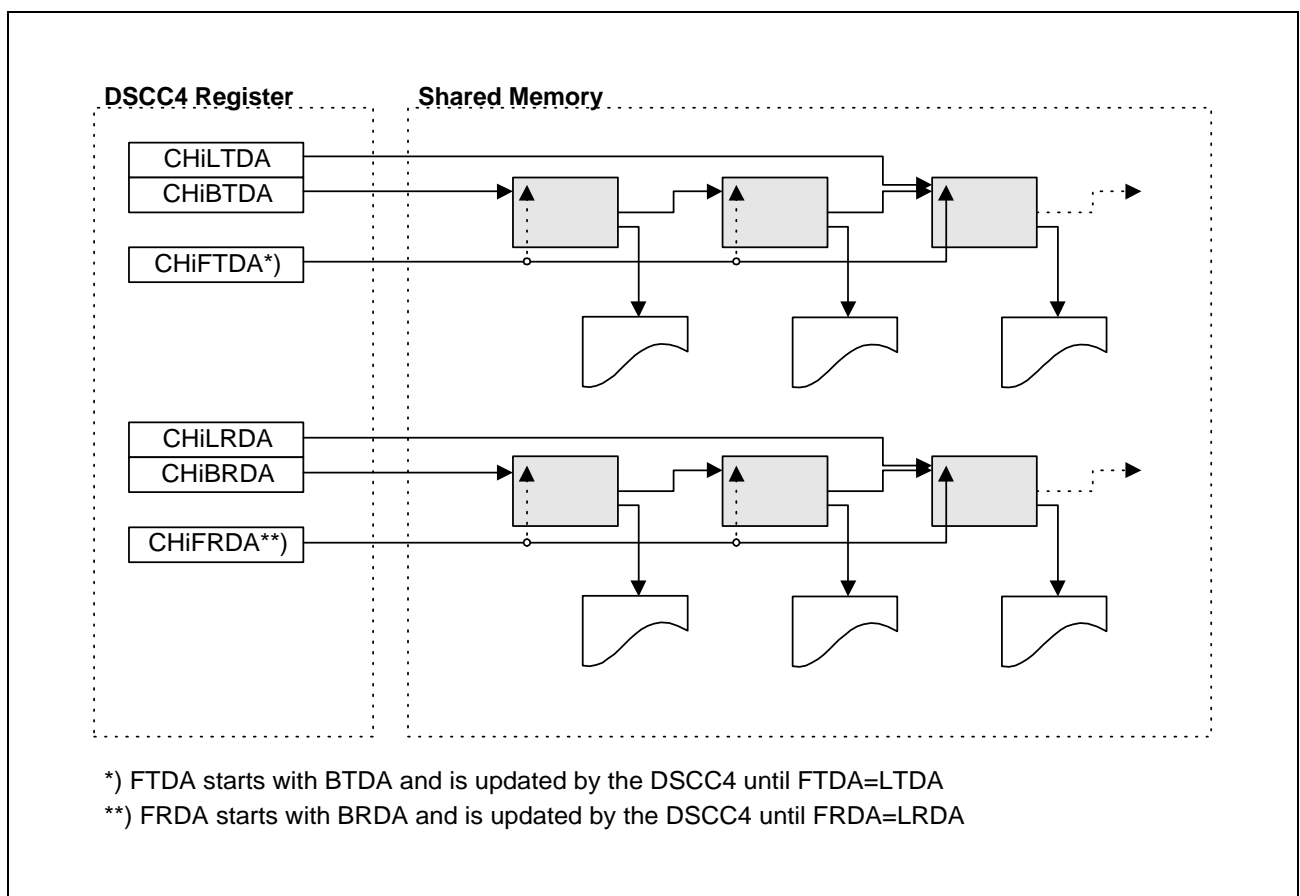 DSCC4 Register
Shared Memory
CHiLTDA
CHiBTDA
CHiFTDA*)
CHiLRDA
CHiBRDA
CHiFRDA**)
*) FTDA starts with BTDA and is updated by the DSCC4 until FTDA=LTDA
**) FRDA starts with BRDA and is updated by the DSCC4 until FRDA=LRDA